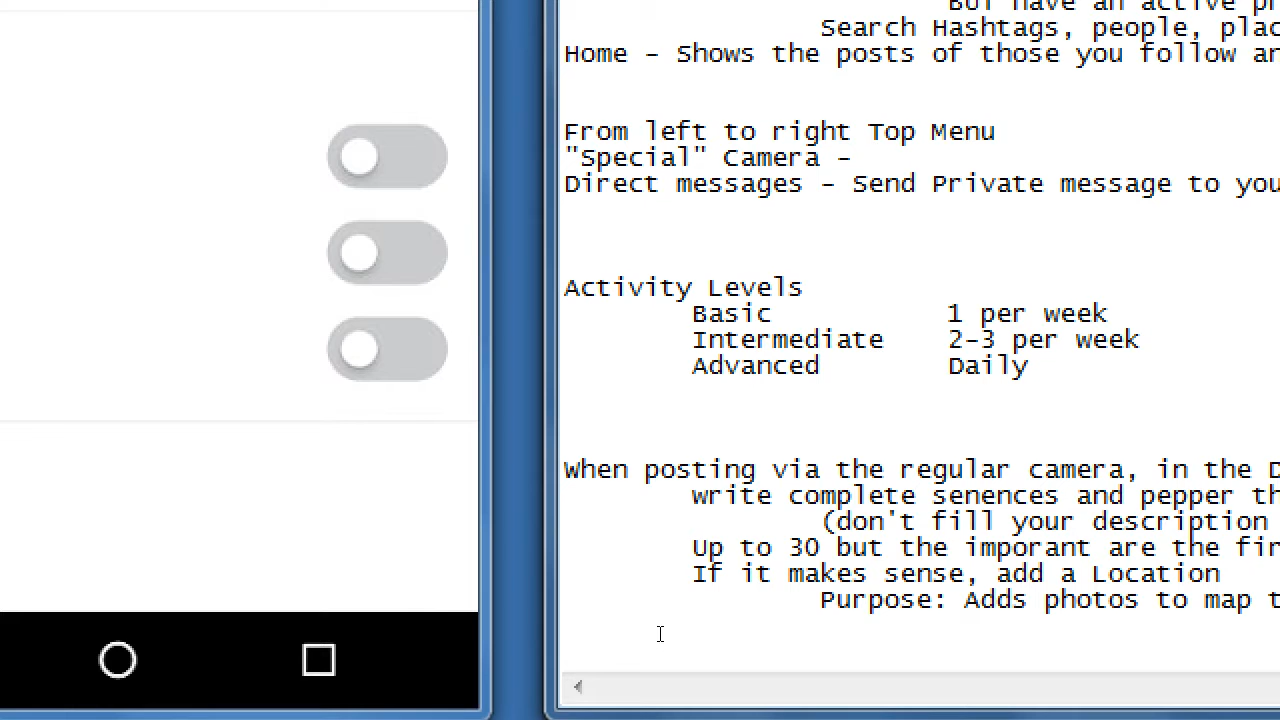 But have an active pr
Search Hashtags, people, plac
Home - Shows the posts of those you follow an
From left to right Top Menu
"Special" Camera -
Direct messages - Send Private message to you
Activity Levels
Basic 1 per week
Intermediate 2-3 per week
Advanced Daily
When posting via the regular camera, in the D
write complete senences and pepper th
(don't fill your description
Up to 30 but the imporant are the fir
If it makes sense, add a Location
Purpose: Adds photos to map t